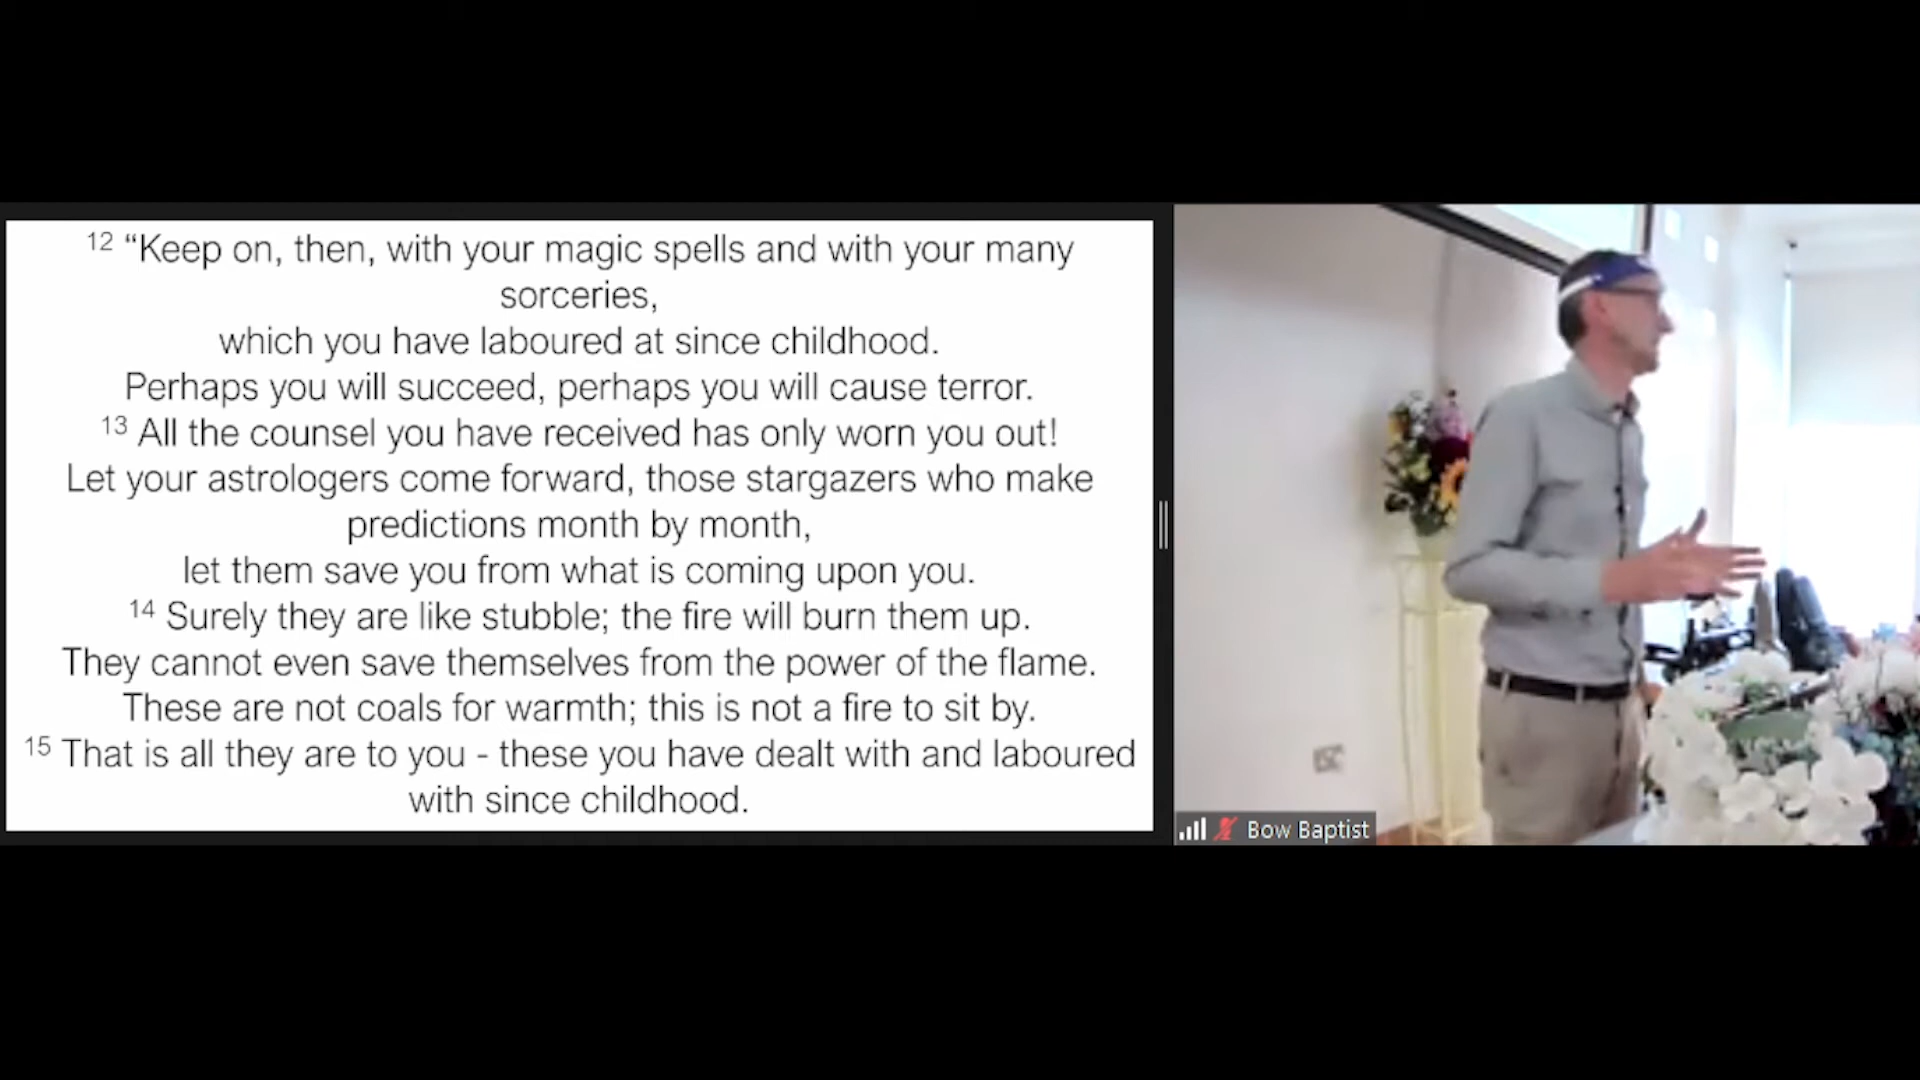 12 “Keep on, then, with your magic spells and with your many
sorceries,
which you have laboured at since childhood.
Perhaps you will succeed, perhaps you will cause terror.
13 All the counsel you have received has only worn you out!
Let your astrologers come forward, those stargazers who make
predictions month by month,
let them save you from what is coming upon you.
14 Surely they are like stubble; the fire will burn them up.
They cannot even save themselves from the power of the flame.
These are not coals for warmth; this is not a fire to sit by.
15 That is all they are to you - these you have dealt with and laboured
with since childhood.
Bow Baptist